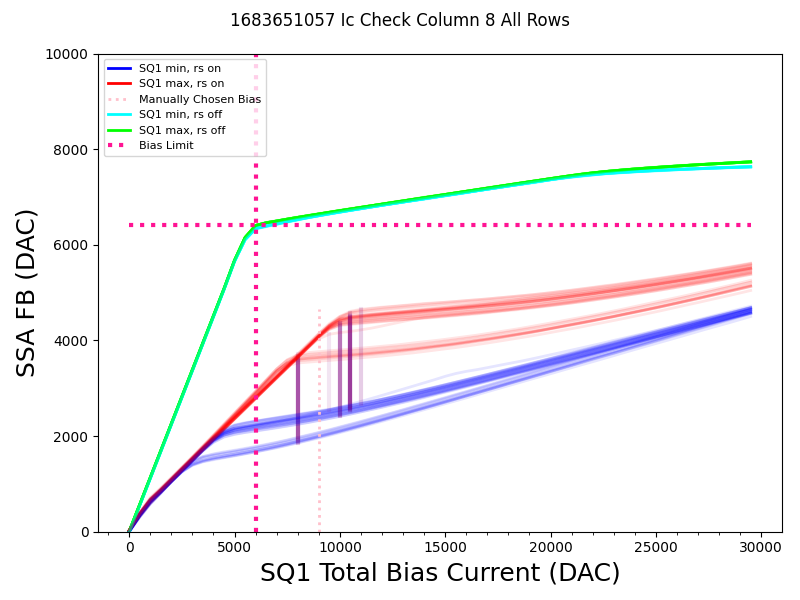 1683651057 Ic Check Column 8 All Rows
10000
8000
6000
4000
2000
0
SSA FB (DAC)
SQ1 min, rs on
SQ1 max, rs on
Manually Chosen Bias
SQ1 min, rs off
SQ1 max, rs off
Bias Limit
0 5000 10000 15000 20000 25000 30000
SQ1 Total Bias Current (DAC)